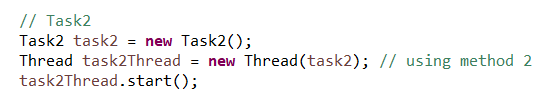 // Task2
Task2 task2 = new Task2();
Thread task2Thread = new Thread(task2); // using method 2
task2Thread.start();